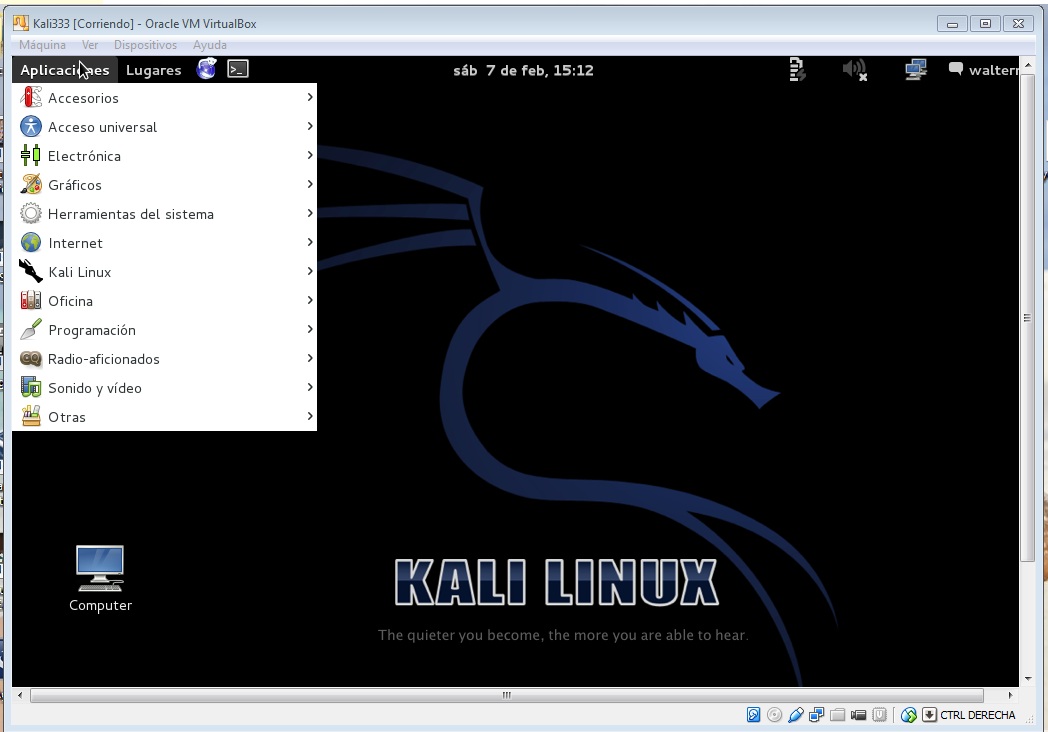 Kali333 [Corriendo] - Oracle VM VirtualBox
Máquina Ver Dispositivos Ayuda
Aplicaciones Lugares sáb 7 de feb, 15:12 walterr
Accesorios
Acceso universal
Electrónica
Gráficos
Herramientas del sistema
Internet
Kali Linux
Oficina
Programación
Radio-aficionados
Sonido y vídeo
Otras
Computer
KALI LINUX
The quieter you become, the more you are able to hear.
CTRL DERECHA